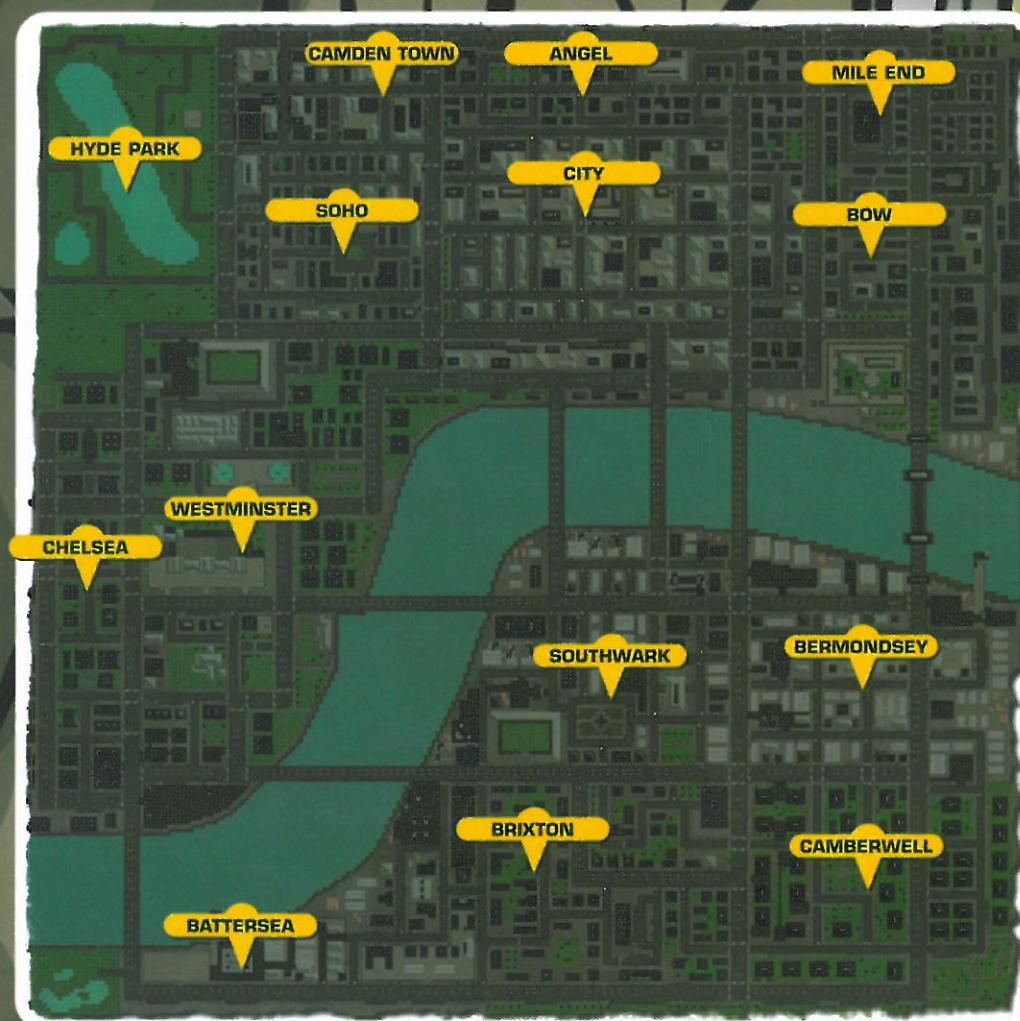 CAMDEN TOWN
ANGEL
MILE END
HYDE PARK
CITY
SOHO
BOW
WESTMINSTER
CHELSEA
SOUTHWARK
BERMONDSEY
BRIXTON
CAMBERWELL
BATTERSEA